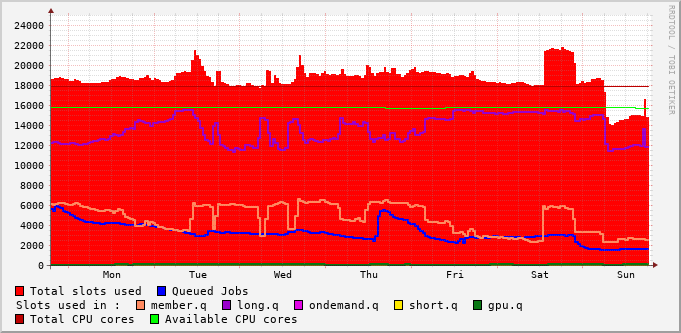 RRDTOOL / TOBI OETIKER
24000
22000
20000
18000
16000
14000
12000
10000
8000
6000
4000
2000
0
Mon Tue Wed Thu Fri Sat Sun
Total slots used Queued Jobs
Slots used in : member.q long.q ondemand.q short.q gpu.q
Total CPU cores Available CPU cores